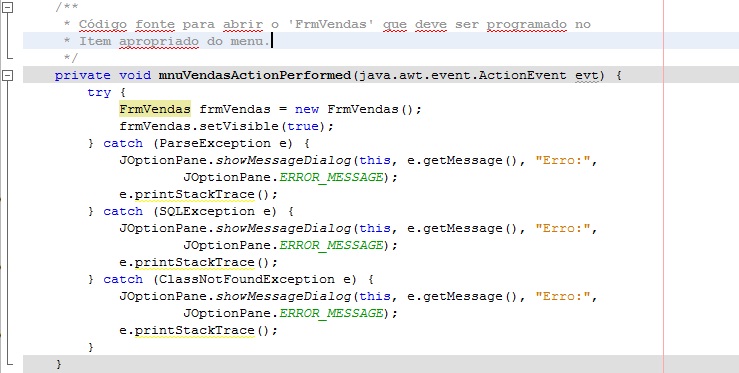 /**
 * Código fonte para abrir o 'FrmVendas' que deve ser programado no
 * Item apropriado do menu.
 */
private void mnuVendasActionPerformed(java.awt.event.ActionEvent evt) {
    try {
        FrmVendas frmVendas = new FrmVendas();
        frmVendas.setVisible(true);
    } catch (ParseException e) {
        JOptionPane.showMessageDialog(this, e.getMessage(), "Erro:",
                JOptionPane.ERROR_MESSAGE);
        e.printStackTrace();
    } catch (SQLException e) {
        JOptionPane.showMessageDialog(this, e.getMessage(), "Erro:",
                JOptionPane.ERROR_MESSAGE);
        e.printStackTrace();
    } catch (ClassNotFoundException e) {
        JOptionPane.showMessageDialog(this, e.getMessage(), "Erro:",
                JOptionPane.ERROR_MESSAGE);
        e.printStackTrace();
    }
}